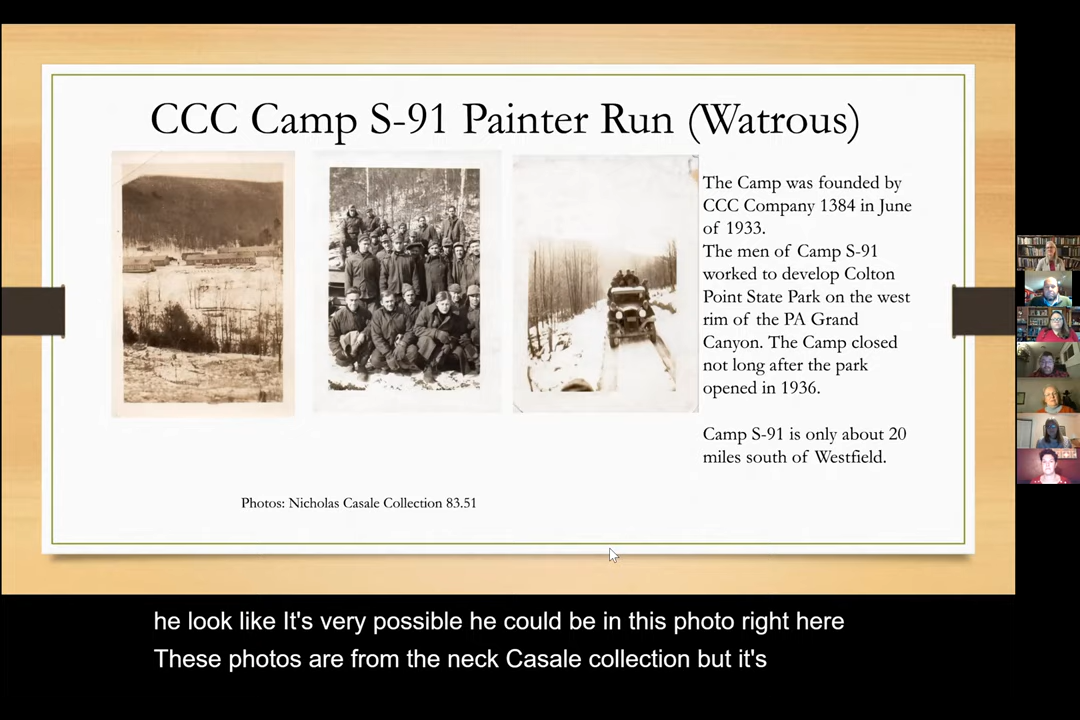 CCC Camp S-91 Painter Run (Watrous)
The Camp was founded by
CCC Company 1384 in June
of 1933.
The men of Camp S-91
worked to develop Colton
Point State Park on the west
rim of the PA Grand
Canyon. The Camp closed
not long after the park
opened in 1936.
Camp S-91 is only about 20
miles south of Westfield.
Photos: Nicholas Casale Collection 83.51
he look like It's very possible he could be in this photo right here
These photos are from the neck Casale collection but it's